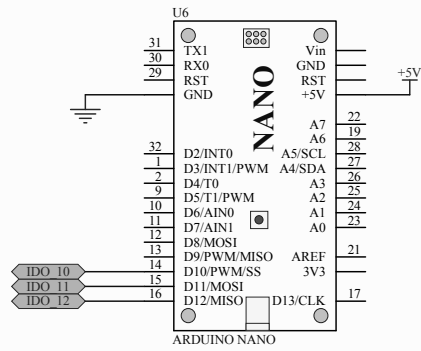 U6
31 TX1 Vin
30 RX0 GND
29 RST RST
GND +5V
+5V
NANO
A7 22
A6 19
32 D2/INT0 A5/SCL 28
1 D3/INT1/PWM A4/SDA 27
2 D4/T0 A3 26
9 D5/T1/PWM A2 25
10 D6/AIN0 A1 24
11 D7/AIN1 A0 23
12 D8/MOSI
13 D9/PWM/MISO AREF 21
IDO_10 14 D10/PWM/SS 3V3
IDO_11 15 D11/MOSI
IDO_12 16 D12/MISO D13/CLK 17
ARDUINO NANO